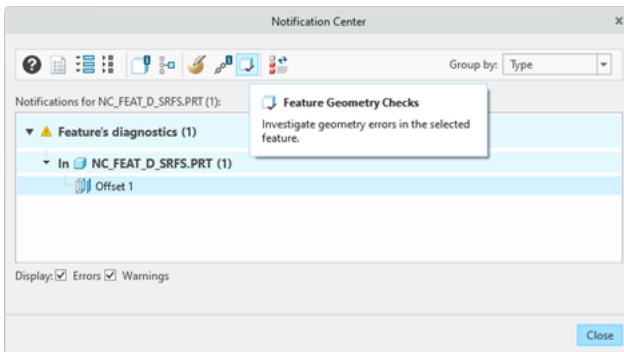 Notification Center
Group by: Type
Notifications for NC_FEAT_D_SRFS.PRT (1):
Feature Geometry Checks
Investigate geometry errors in the selected
feature.
Feature's diagnostics (1)
In NC_FEAT_D_SRFS.PRT (1)
Offset 1
Display: Errors Warnings
Close